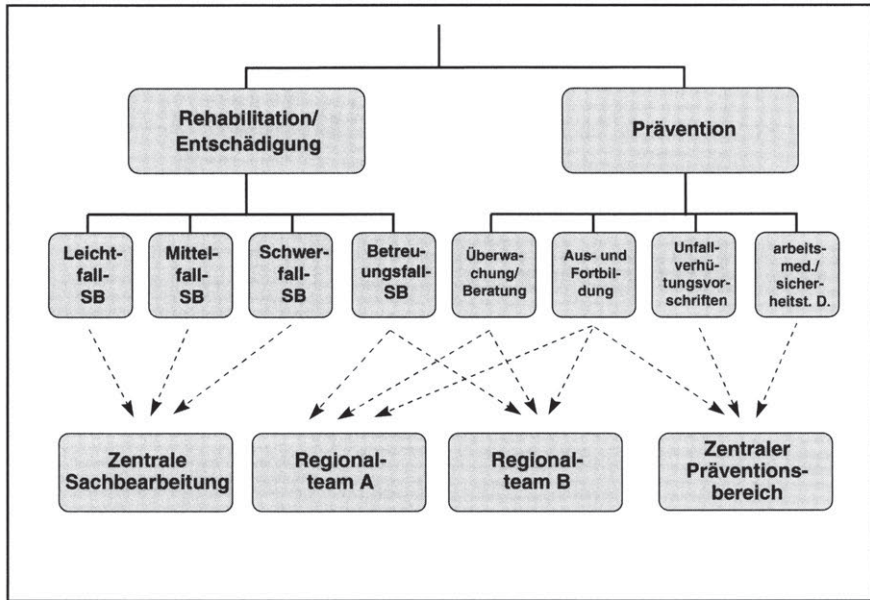 Rehabilitation/
Entschädigung
Prävention
Leicht-
fall-
SB
Mittel-
fall-
SB
Schwer-
fall-
SB
Betreu-
ungsfall-
SB
Überwa-
chung/
Beratung
Aus- und
Fortbil-
dung
Unfall-
verhü-
tungsvor-
schriften
arbeits-
med./
sicher-
heitst. D.
Zentrale
Sachbearbeitung
Regional-
team A
Regional-
team B
Zentraler
Präventions-
bereich